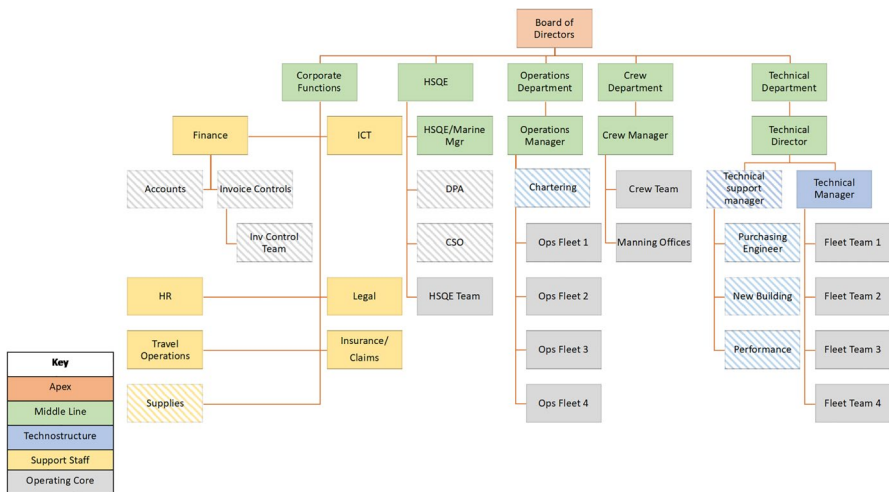 Board of
Directors
Corporate
Functions
HSQE
Operations
Department
Crew
Department
Technical
Department
Finance
ICT
HSQE/Marine
Mgr
Operations
Manager
Crew Manager
Technical
Director
Accounts
Invoice Controls
DPA
Chartering
Crew Team
Technical
support
manager
Technical
Manager
Inv Control
Team
CSO
Ops Fleet 1
Manning Offices
Purchasing
Engineer
Fleet Team 1
HR
Legal
HSQE Team
Ops Fleet 2
New Building
Fleet Team 2
Travel
Operations
Insurance/
Claims
Ops Fleet 3
Performance
Fleet Team 3
Supplies
Ops Fleet 4
Fleet Team 4
Key
Apex
Middle Line
Technostructure
Support Staff
Operating Core